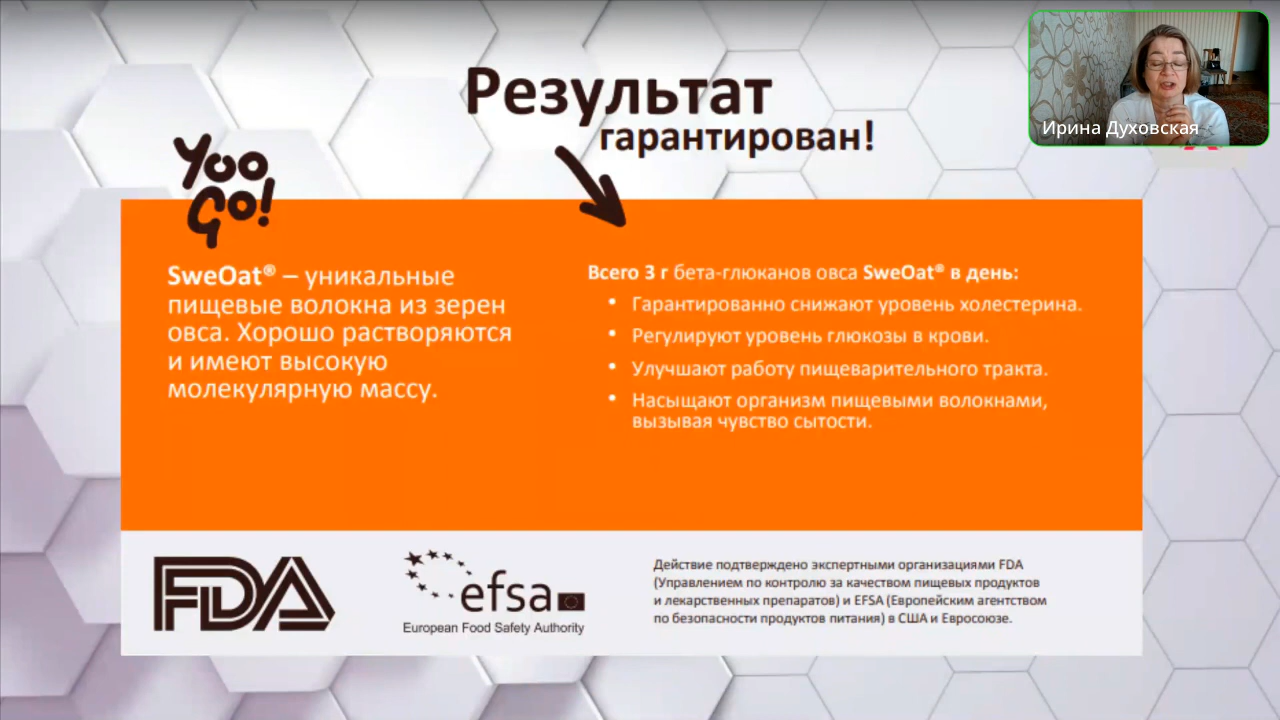 Результат
гарантирован!
Ирина Духовская
Yoo
Go!
SweOat® – уникальные
пищевые волокна из зерен
овса. Хорошо растворяются
и имеют высокую
молекулярную массу.
Всего 3 г бета-глюканов овса SweOat® в день:
• Гарантированно снижают уровень холестерина.
• Регулируют уровень глюкозы в крови.
• Улучшают работу пищеварительного тракта.
• Насыщают организм пищевыми волокнами,
вызывая чувство сытости.
FDA
efsa
European Food Safety Authority
Действие подтверждено экспертными организациями FDA
(Управлением по контролю за качеством пищевых продуктов
и лекарственных препаратов) и EFSA (Европейским агентством
по безопасности продуктов питания) в США и Евросоюзе.